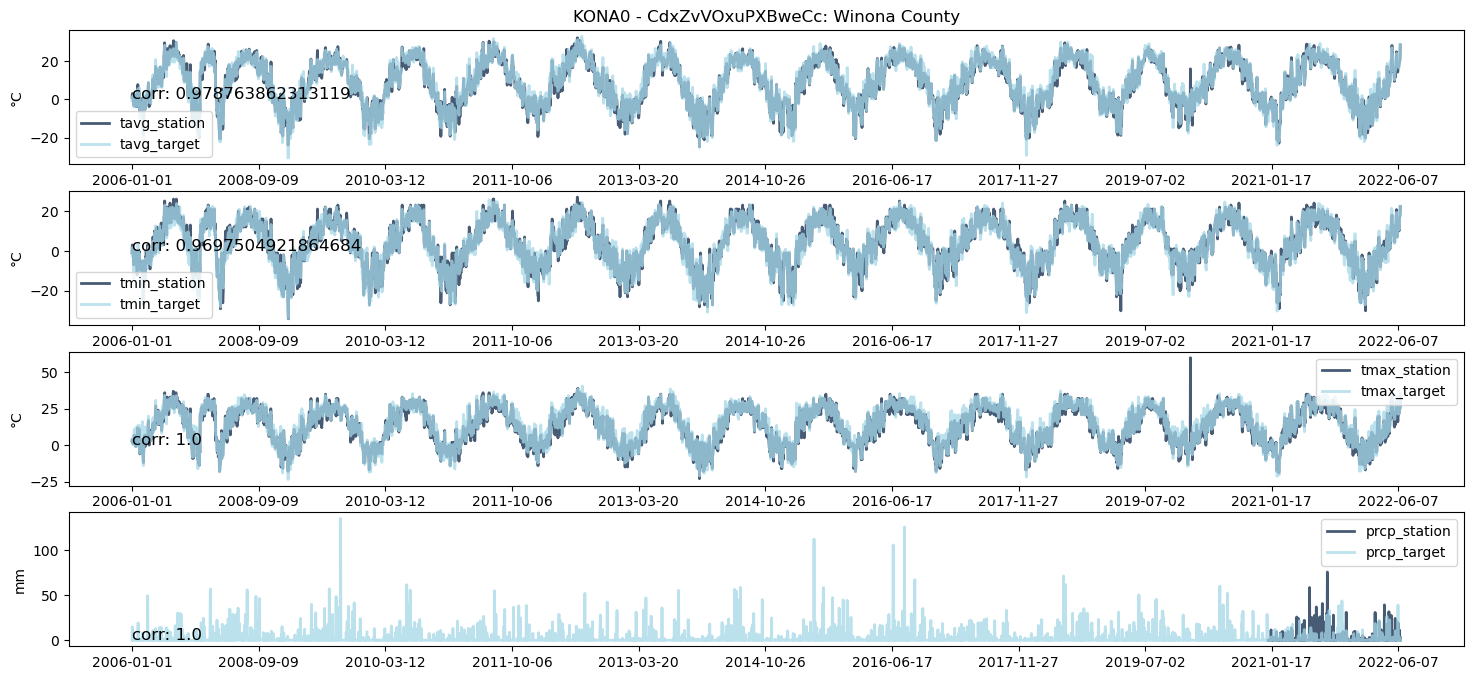 KONA0 - CdxZvVOxuPXBweCc: Winona County
20
0
−20
°C
corr: 0.978763862313119
tavg_station
tavg_target
2006-01-01 2008-09-09 2010-03-12 2011-10-06 2013-03-20 2014-10-26 2016-06-17 2017-11-27 2019-07-02 2021-01-17 2022-06-07
20
0
−20
°C
corr: 0.9697504921864684
tmin_station
tmin_target
2006-01-01 2008-09-09 2010-03-12 2011-10-06 2013-03-20 2014-10-26 2016-06-17 2017-11-27 2019-07-02 2021-01-17 2022-06-07
50
25
0
−25
°C
corr: 1.0
tmax_station
tmax_target
2006-01-01 2008-09-09 2010-03-12 2011-10-06 2013-03-20 2014-10-26 2016-06-17 2017-11-27 2019-07-02 2021-01-17 2022-06-07
100
50
0
mm
corr: 1.0
prcp_station
prcp_target
2006-01-01 2008-09-09 2010-03-12 2011-10-06 2013-03-20 2014-10-26 2016-06-17 2017-11-27 2019-07-02 2021-01-17 2022-06-07